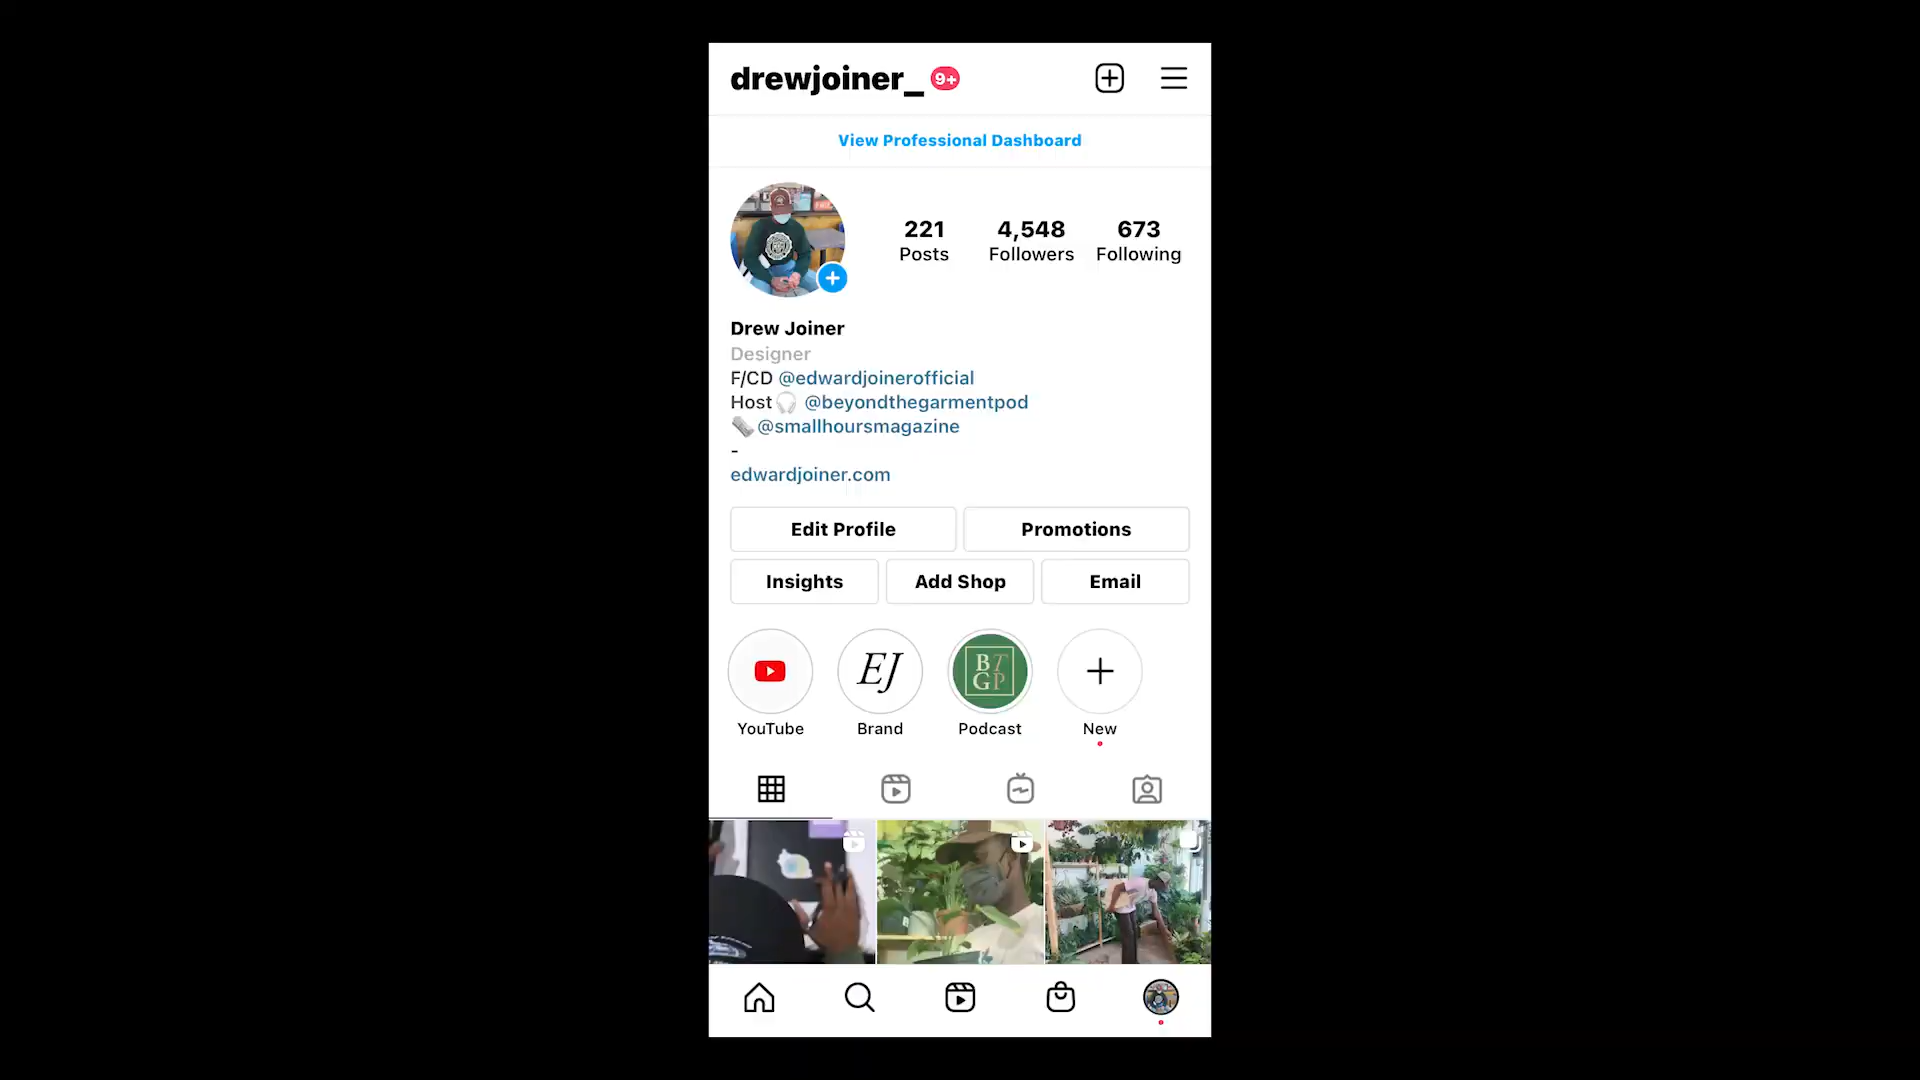 drewjoiner_ 9+
View Professional Dashboard
221 4,548 673
Posts Followers Following
Drew Joiner
Designer
F/CD @edwardjoinerofficial
Host🎧 @beyondthegarmentpod
🗞️@smallhoursmagazine
-
edwardjoiner.com
Edit Profile Promotions
Insights Add Shop Email
EJ
BT
GP
YouTube Brand Podcast New